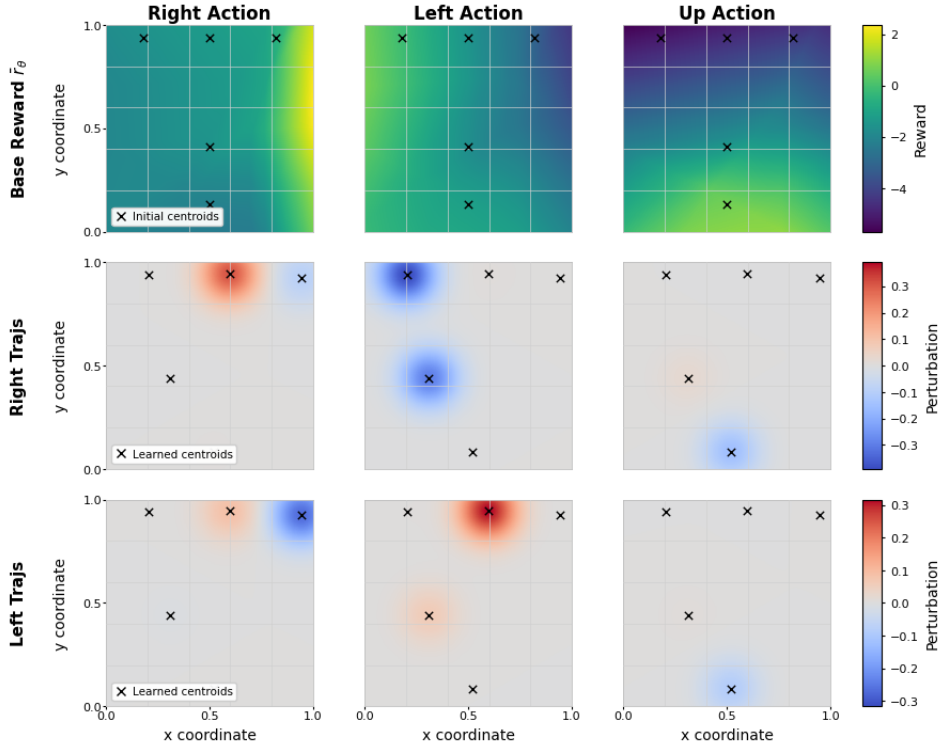 Right Action
Left Action
Up Action
Base Reward r̄_θ
y coordinate
1.0
0.5
0.0
Initial centroids
2
0
−2
−4
Reward
Right Trajs
y coordinate
1.0
0.5
0.0
Learned centroids
0.3
0.2
0.1
0.0
−0.1
−0.2
−0.3
Perturbation
Left Trajs
y coordinate
1.0
0.5
0.0
Learned centroids
0.3
0.2
0.1
0.0
−0.1
−0.2
−0.3
Perturbation
0.5 1.0
0.0 0.5 1.0
0.0 0.5 1.0
x coordinate
x coordinate
x coordinate